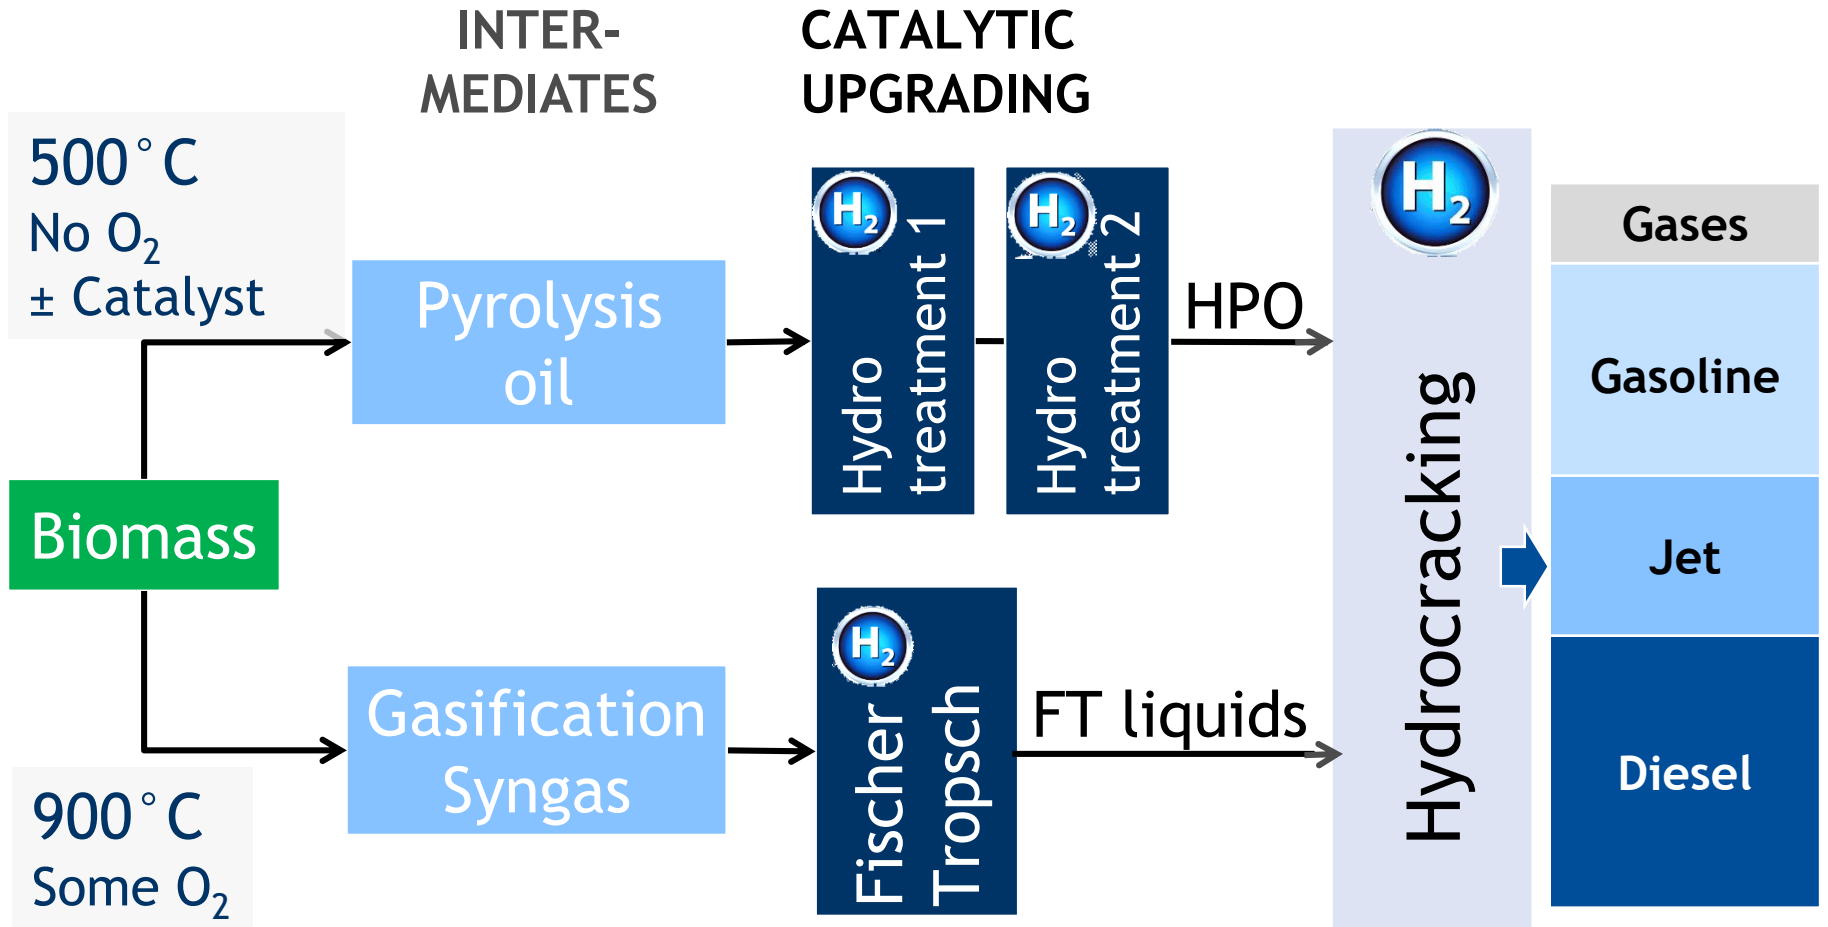 INTER-
MEDIATES
CATALYTIC
UPGRADING
500°C
No O₂
± Catalyst
Pyrolysis
oil
H₂
Hydro
treatment 1
H₂
Hydro
treatment 2
HPO
H₂
Hydrocracking
Gases
Gasoline
Jet
Diesel
Biomass
900°C
Some O₂
Gasification
Syngas
H₂
Fischer
Tropsch
FT liquids